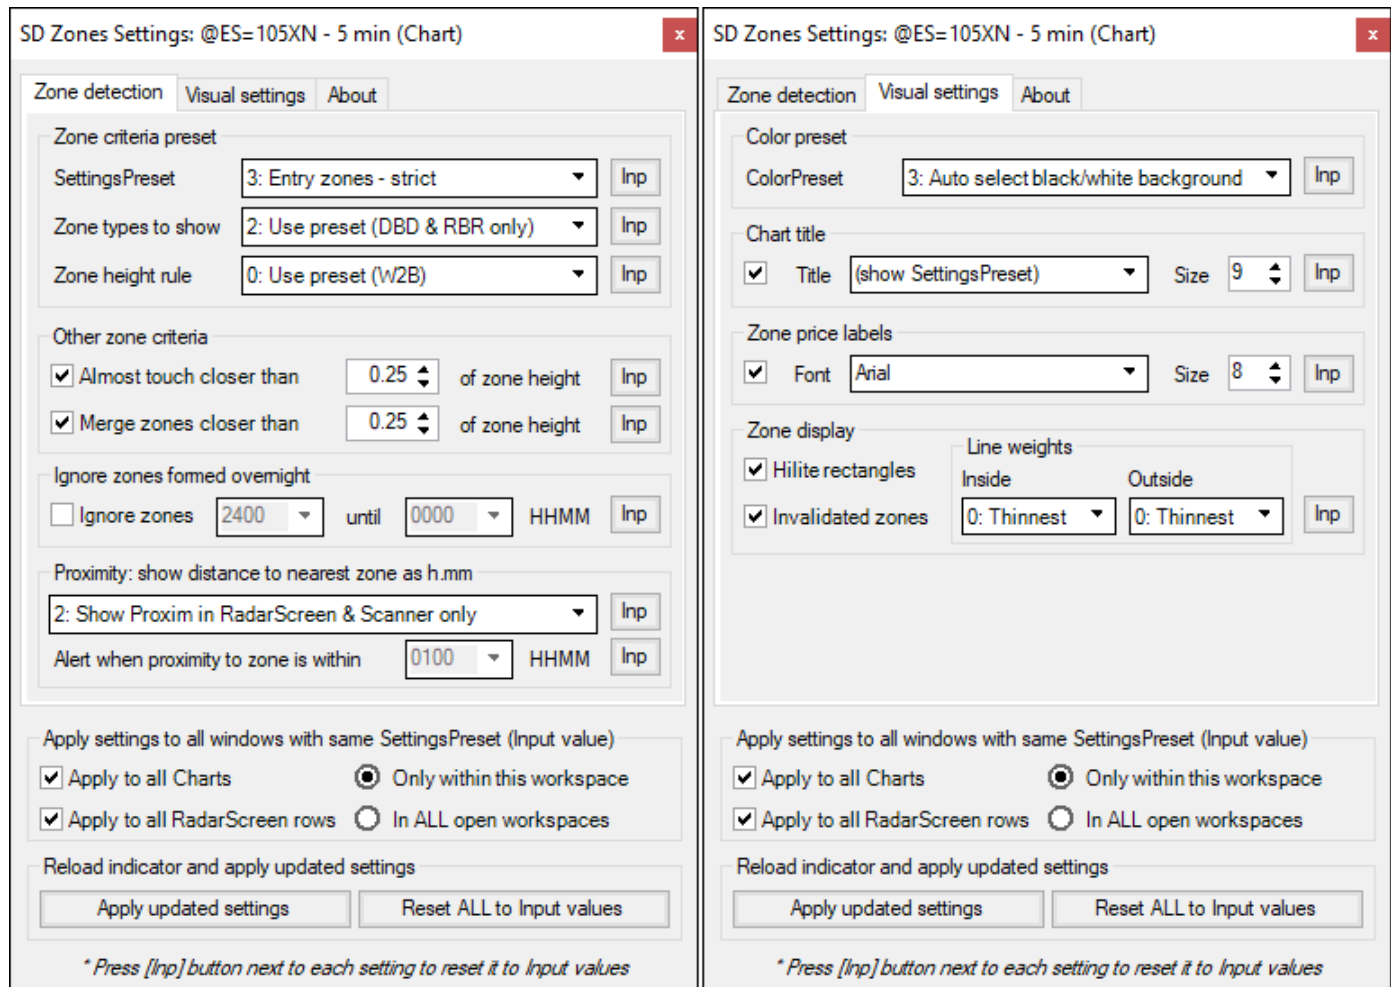 SD Zones Settings: @ES=105XN - 5 min (Chart) x
Zone detection Visual settings About
Zone criteria preset
SettingsPreset 3: Entry zones - strict Inp
Zone types to show 2: Use preset (DBD & RBR only) Inp
Zone height rule 0: Use preset (W2B) Inp
Other zone criteria
Almost touch closer than 0.25 of zone height Inp
Merge zones closer than 0.25 of zone height Inp
Ignore zones formed overnight
Ignore zones 2400 until 0000 HHMM Inp
Proximity: show distance to nearest zone as h.mm
2: Show Proxim in RadarScreen & Scanner only Inp
Alert when proximity to zone is within 0100 HHMM Inp
Apply settings to all windows with same SettingsPreset (Input value)
Apply to all Charts Only within this workspace
Apply to all RadarScreen rows In ALL open workspaces
Reload indicator and apply updated settings
Apply updated settings Reset ALL to Input values
* Press [Inp] button next to each setting to reset it to Input values
SD Zones Settings: @ES=105XN - 5 min (Chart) x
Zone detection Visual settings About
Color preset
ColorPreset 3: Auto select black/white background Inp
Chart title
Title (show SettingsPreset) Size 9 Inp
Zone price labels
Font Arial Size 8 Inp
Zone display
Line weights
Hilite rectangles Inside Outside
Invalidated zones 0: Thinnest 0: Thinnest Inp
Apply settings to all windows with same SettingsPreset (Input value)
Apply to all Charts Only within this workspace
Apply to all RadarScreen rows In ALL open workspaces
Reload indicator and apply updated settings
Apply updated settings Reset ALL to Input values
* Press [Inp] button next to each setting to reset it to Input values